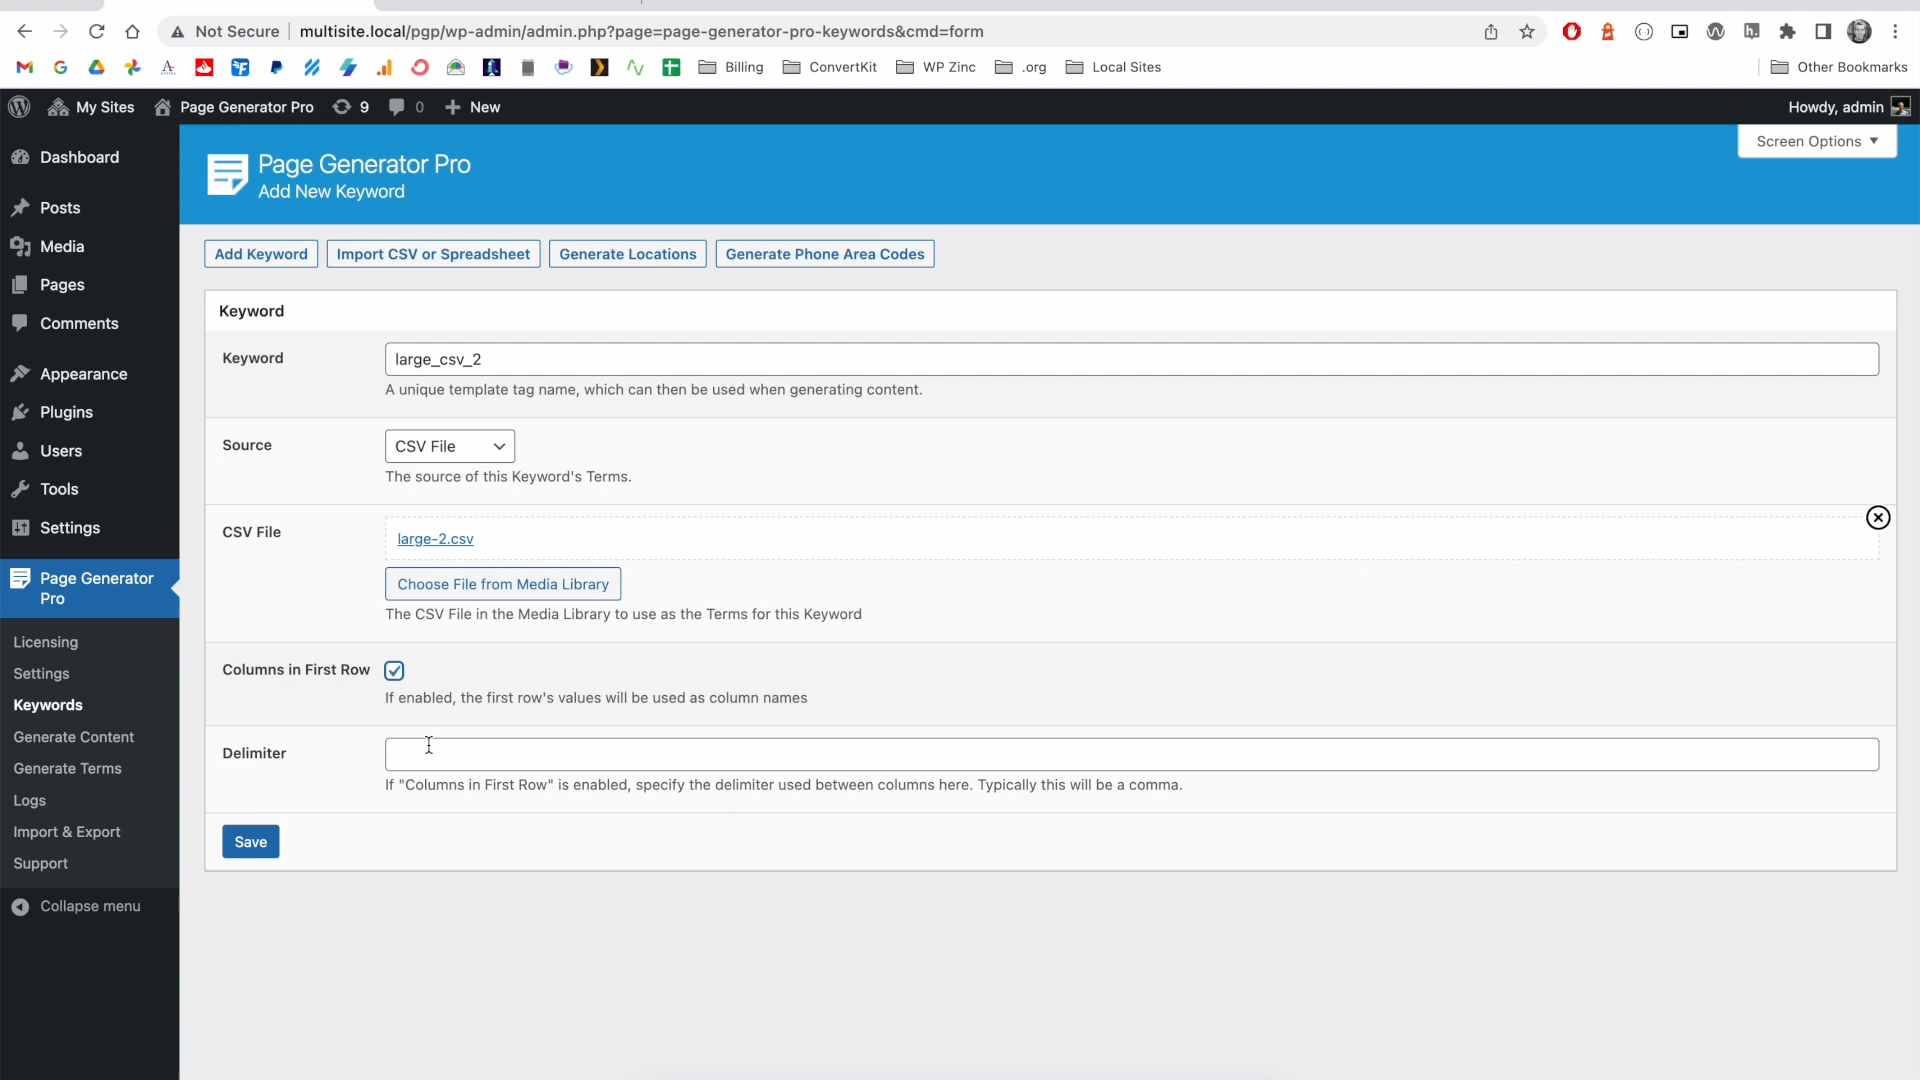 Not Secure
multisite.local/pgp/wp-admin/admin.php?page=page-generator-pro-keywords&cmd=form
Billing
ConvertKit
WP Zinc
.org
Local Sites
Other Bookmarks
My Sites
Page Generator Pro
9
0
New
Howdy, admin
Dashboard
Posts
Media
Pages
Comments
Appearance
Plugins
Users
Tools
Settings
Page Generator
Pro
Licensing
Settings
Keywords
Generate Content
Generate Terms
Logs
Import & Export
Support
Collapse menu
Page Generator Pro
Add New Keyword
Screen Options
Add Keyword
Import CSV or Spreadsheet
Generate Locations
Generate Phone Area Codes
Keyword
Keyword
large_csv_2
A unique template tag name, which can then be used when generating content.
Source
CSV File
The source of this Keyword's Terms.
CSV File
large-2.csv
Choose File from Media Library
The CSV File in the Media Library to use as the Terms for this Keyword
Columns in First Row
If enabled, the first row's values will be used as column names
Delimiter
If "Columns in First Row" is enabled, specify the delimiter used between columns here. Typically this will be a comma.
Save